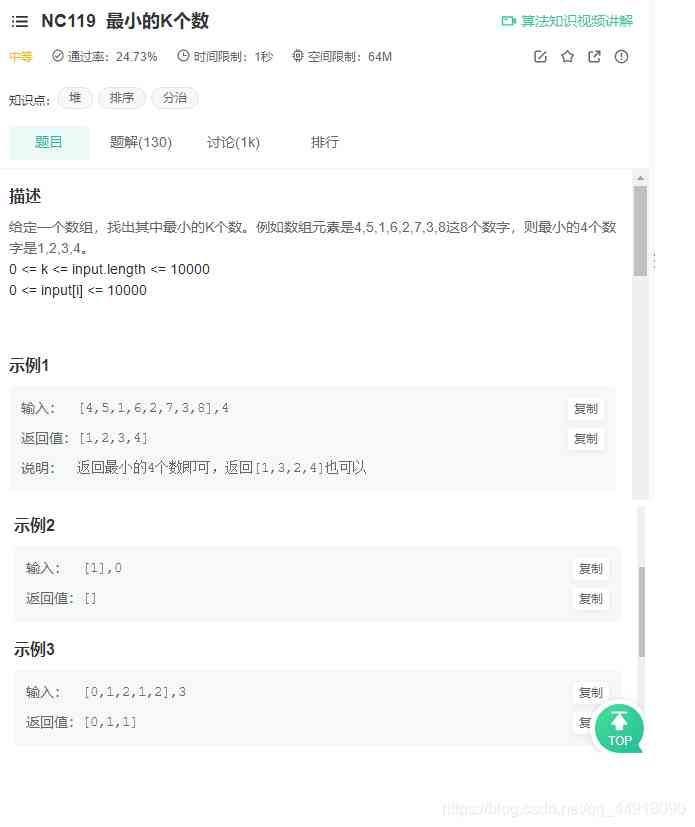 NC119 最小的K个数
算法知识视频讲解
中等 通过率: 24.73% 时间限制: 1秒 空间限制: 64M
知识点: 堆 排序 分治
题目 题解(130) 讨论(1k) 排行
描述
给定一个数组，找出其中最小的K个数。例如数组元素是4,5,1,6,2,7,3,8这8个数字，则最小的4个数
字是1,2,3,4。
0 <= k <= input.length <= 10000
0 <= input[i] <= 10000
示例1
输入: [4,5,1,6,2,7,3,8],4 复制
返回值: [1,2,3,4] 复制
说明: 返回最小的4个数即可，返回[1,3,2,4]也可以
示例2
输入: [1],0 复制
返回值: [] 复制
示例3
输入: [0,1,2,1,2],3 复制
返回值: [0,1,1]
TOP
https://blog.csdn.net/qq_44918090